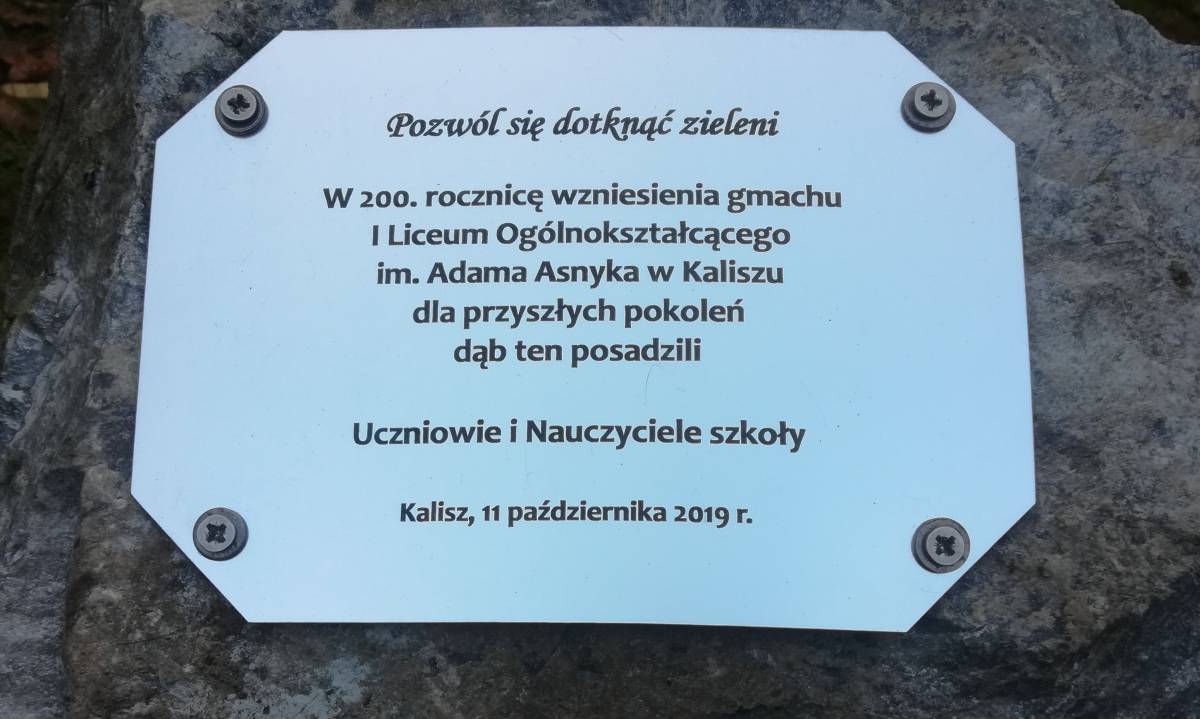 Pozwól się dotknąć zieleni
W 200. rocznicę wzniesienia gmachu
I Liceum Ogólnokształcącego
im. Adama Asnyka w Kaliszu
dla przyszłych pokoleń
dąb ten posadzili
Uczniowie i Nauczyciele szkoły
Kalisz, 11 października 2019 r.